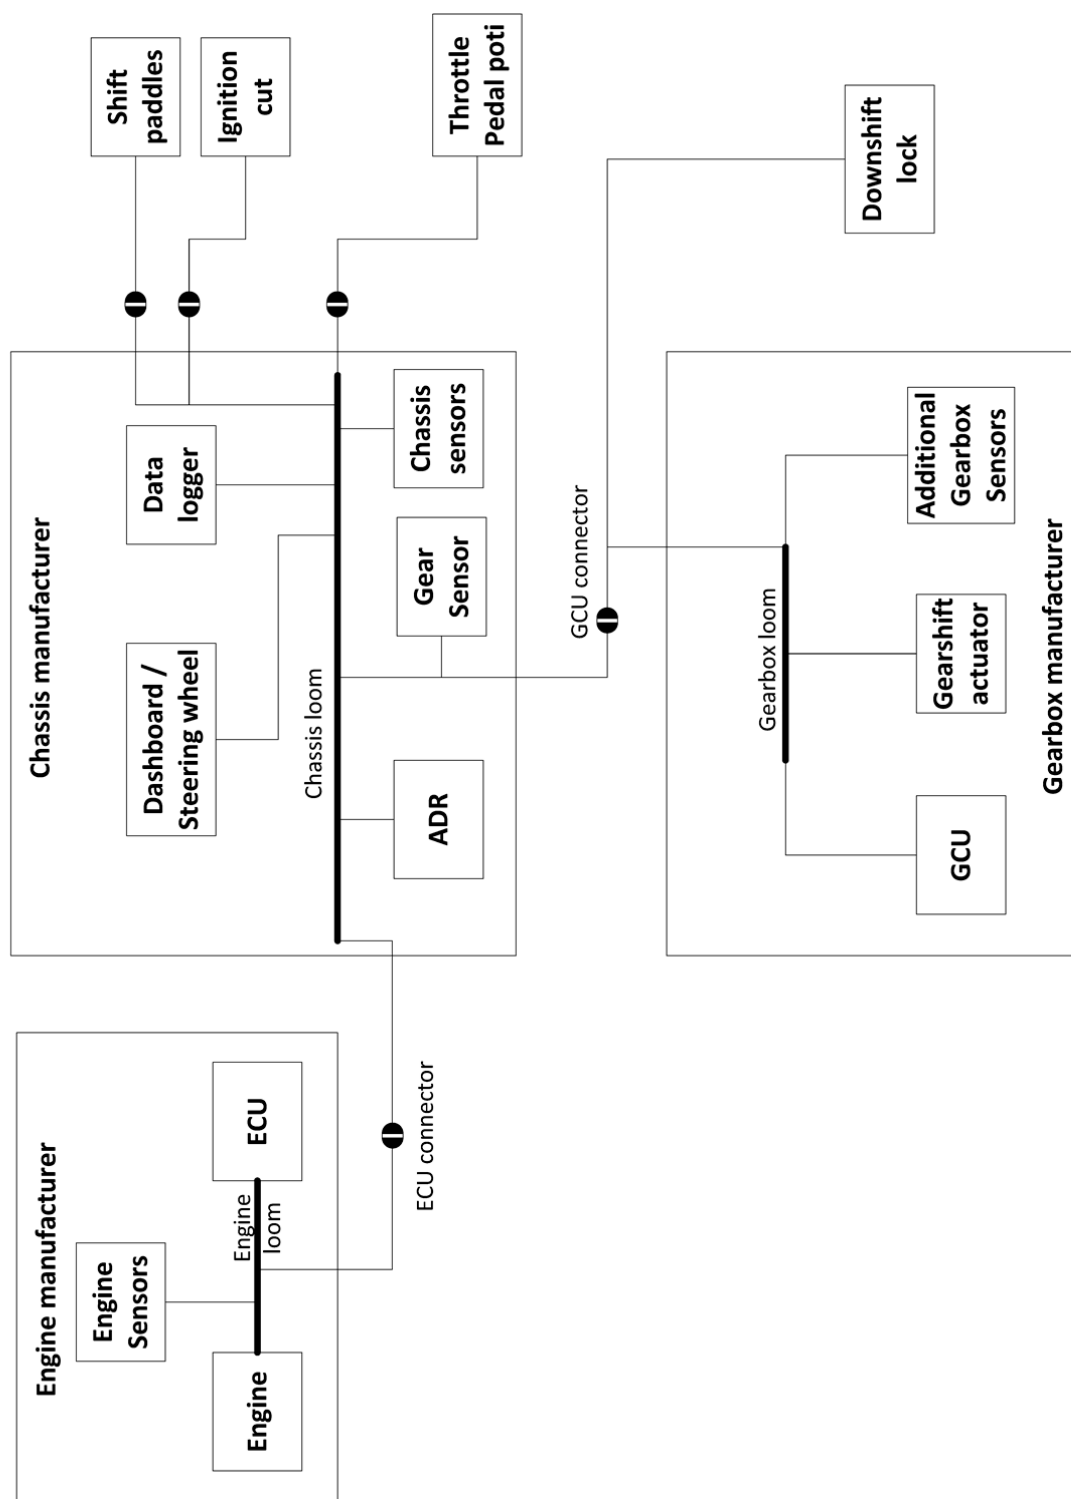 Engine manufacturer
Engine
Sensors
Engine
Engine
loom
ECU
ECU connector
Chassis manufacturer
Dashboard /
Steering wheel
Data
logger
Chassis loom
ADR
Gear
Sensor
Chassis
sensors
Shift
paddles
Ignition
cut
Throttle
Pedal poti
GCU connector
Downshift
lock
Gearbox loom
GCU
Gearshift
actuator
Additional
Gearbox
Sensors
Gearbox manufacturer